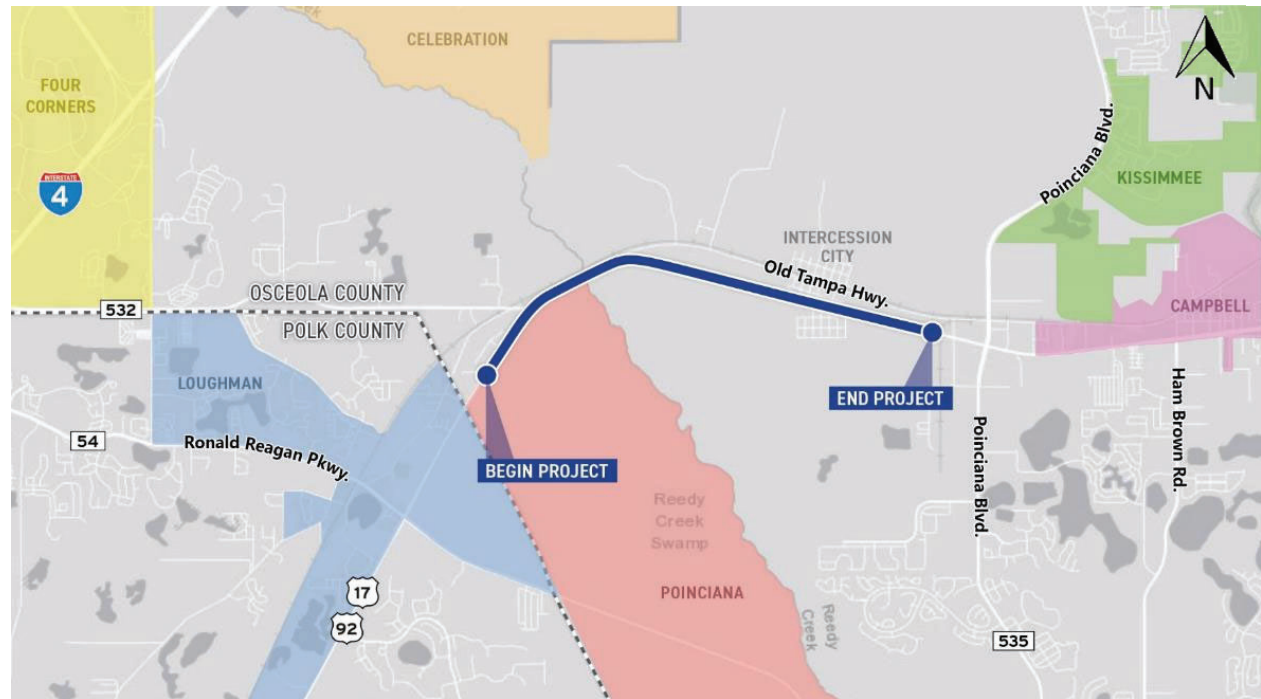 CELEBRATION
FOUR
CORNERS
INTERSTATE
4
N
Poinciana Blvd.
KISSIMMEE
INTERCESSION
CITY
Old Tampa Hwy.
532
OSCEOLA COUNTY
POLK COUNTY
CAMPBELL
LOUGHMAN
END PROJECT
54
Ronald Reagan Pkwy.
BEGIN PROJECT
Poinciana Blvd.
Ham Brown Rd.
Reedy
Creek
Swamp
POINCIANA
17
92
Reedy
Creek
535